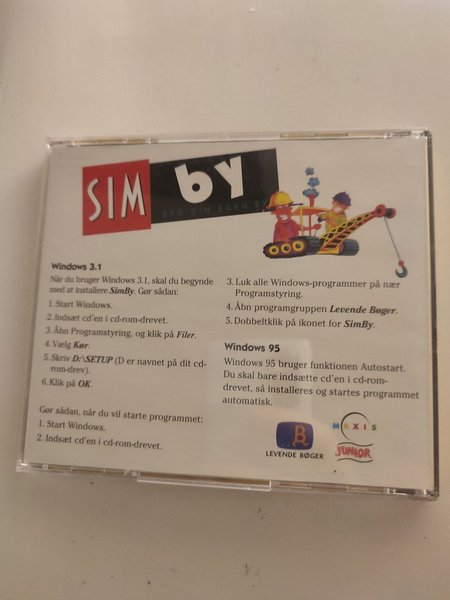 SIM by
BYG DIN EGEN BY
Windows 3.1
Når du bruger Windows 3.1, skal du begynde
med at installere SimBy. Gør sådan:
1. Start Windows.
2. Indsæt cd'en i cd-rom-drevet.
3. Åbn Programstyring, og klik på Filer.
4. Vælg Kør.
5. Skriv D:\SETUP (D er navnet på dit cd-
rom-drev).
6. Klik på OK.
Gør sådan, når du vil starte programmet:
1. Start Windows.
2. Indsæt cd'en i cd-rom-drevet.
3. Luk alle Windows-programmer på nær
Programstyring.
4. Åbn programgruppen Levende Bøger.
5. Dobbeltklik på ikonet for SimBy.
Windows 95
Windows 95 bruger funktionen Autostart.
Du skal bare indsætte cd'en i cd-rom-
drevet, så installeres og startes programmet
automatisk.
B
LEVENDE BØGER
MAXIS
JUNIOR